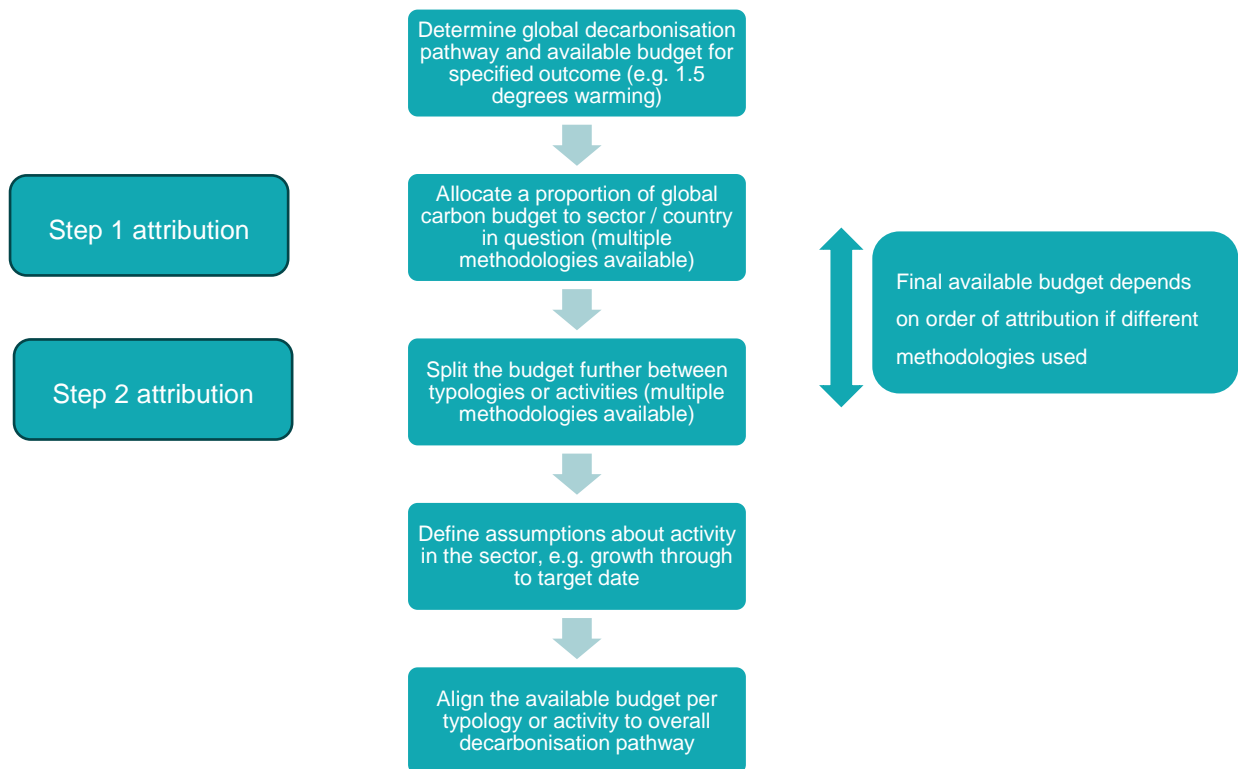 Determine global decarbonisation
pathway and available budget for
specified outcome (e.g. 1.5
degrees warming)
Step 1 attribution
Allocate a proportion of global
carbon budget to sector / country
in question (multiple
methodologies available)
Final available budget depends
on order of attribution if different
methodologies used
Step 2 attribution
Split the budget further between
typologies or activities (multiple
methodologies available)
Define assumptions about activity
in the sector, e.g. growth through
to target date
Align the available budget per
typology or activity to overall
decarbonisation pathway